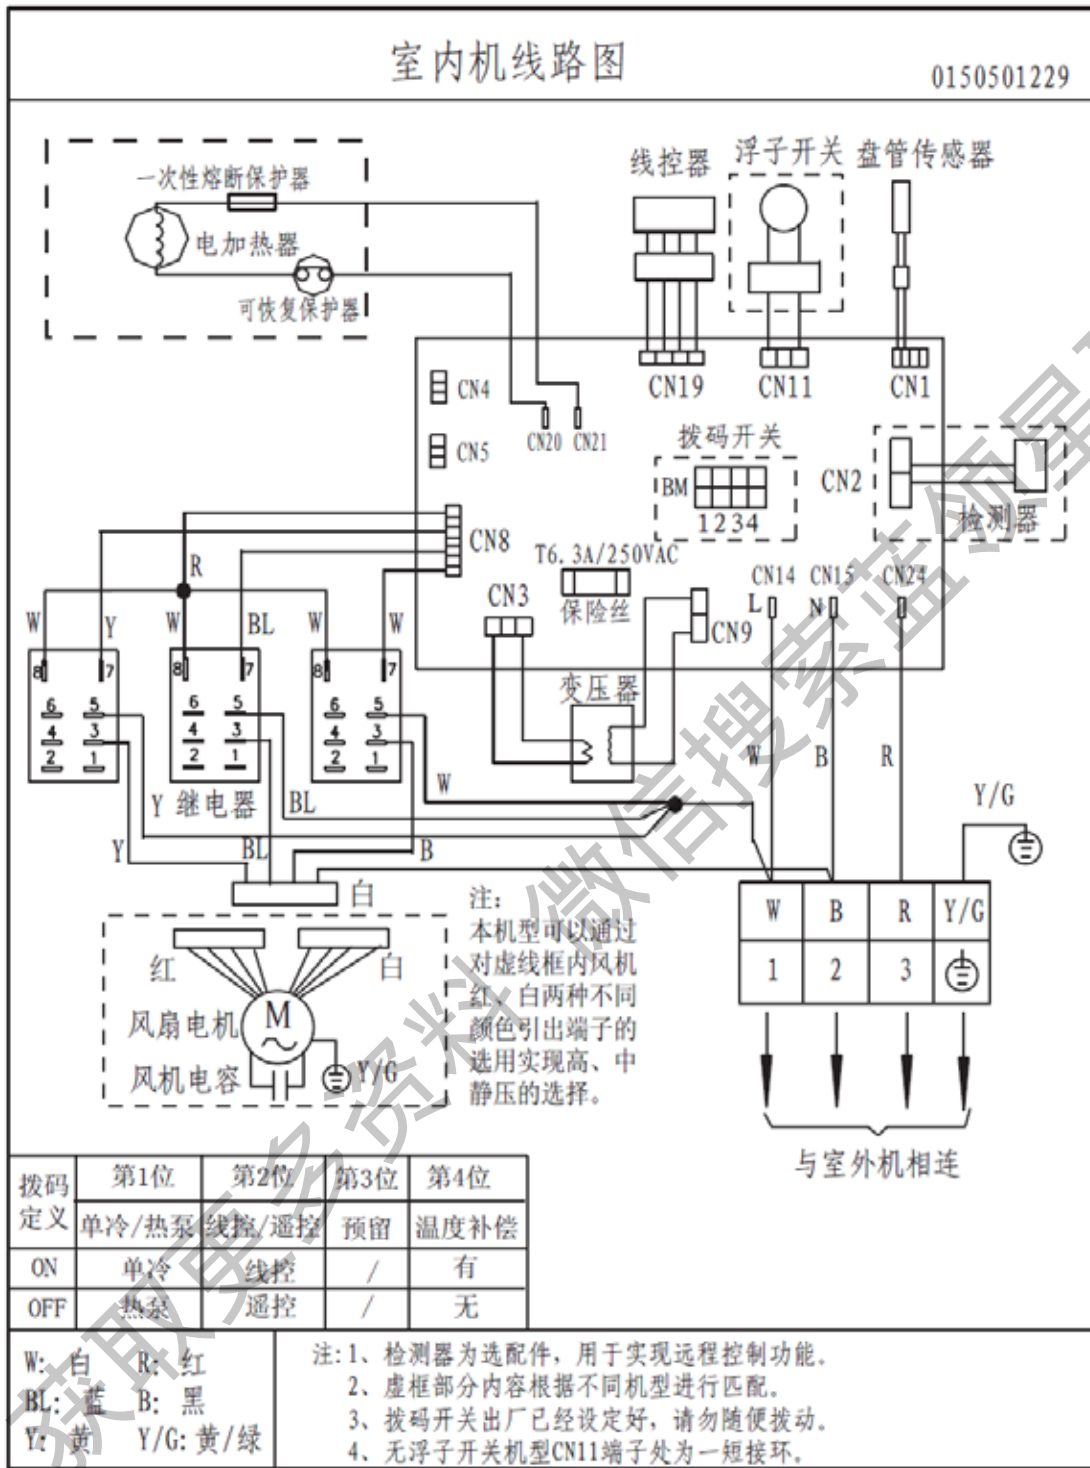 室内机线路图
0150501229
一次性熔断保护器
电加热器
可恢复保护器
线控器
浮子开关
盘管传感器
CN19
CN11
CN1
CN4
CN5
CN20
CN21
拨码开关
BM
1234
CN2
检测器
CN8
T6.3A/250VAC
保险丝
CN3
CN9
CN14
CN15
CN24
L
N
R
W
Y
W
BL
W
W
8
7
8
7
8
7
6
5
6
5
6
5
4
3
4
3
4
3
2
1
2
1
2
1
变压器
W
B
R
Y/G
Y
继电器
BL
W
Y
BL
B
白
W
B
R
Y/G
1
2
3
红
白
M
风扇电机
风机电容
Y/G
注:
本机型可以通过
对虚线框内风机
红、白两种不同
颜色引出端子的
选用实现高、中
静压的选择。
与室外机相连
拨码定义 第1位 第2位 第3位 第4位
单冷/热泵 线控/遥控 预留 温度补偿
ON 单冷 线控 / 有
OFF 热泵 遥控 / 无
W: 白 R: 红
BL: 蓝 B: 黑
Y: 黄 Y/G: 黄/绿
注: 1、检测器为选配件，用于实现远程控制功能。
2、虚框部分内容根据不同机型进行匹配。
3、拨码开关出厂已经设定好，请勿随便拨动。
4、无浮子开关机型CN11端子处为一短接环。
获取更多资料 微信搜索蓝领星